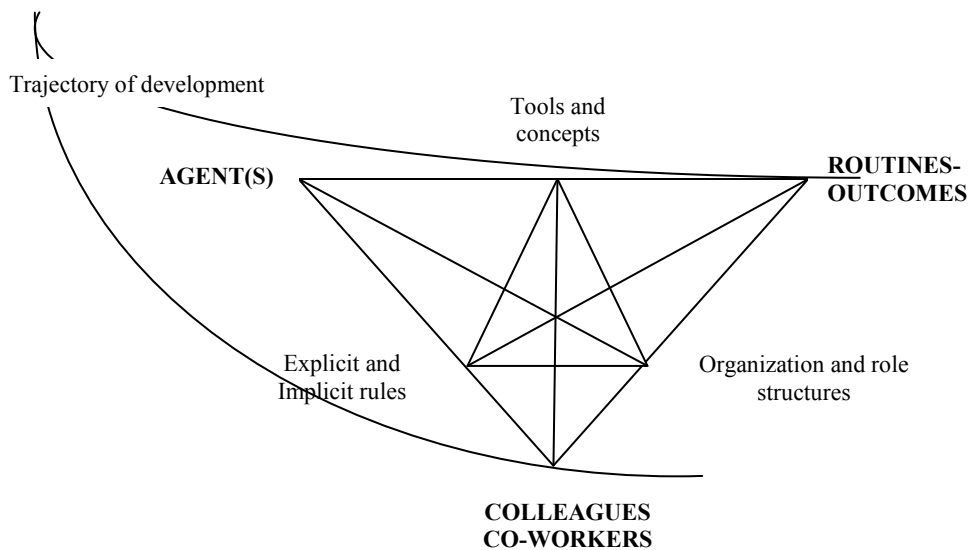 Trajectory of development
Tools and
concepts
AGENT(S)
ROUTINES-
OUTCOMES
Explicit and
Implicit rules
Organization and role
structures
COLLEAGUES
CO-WORKERS